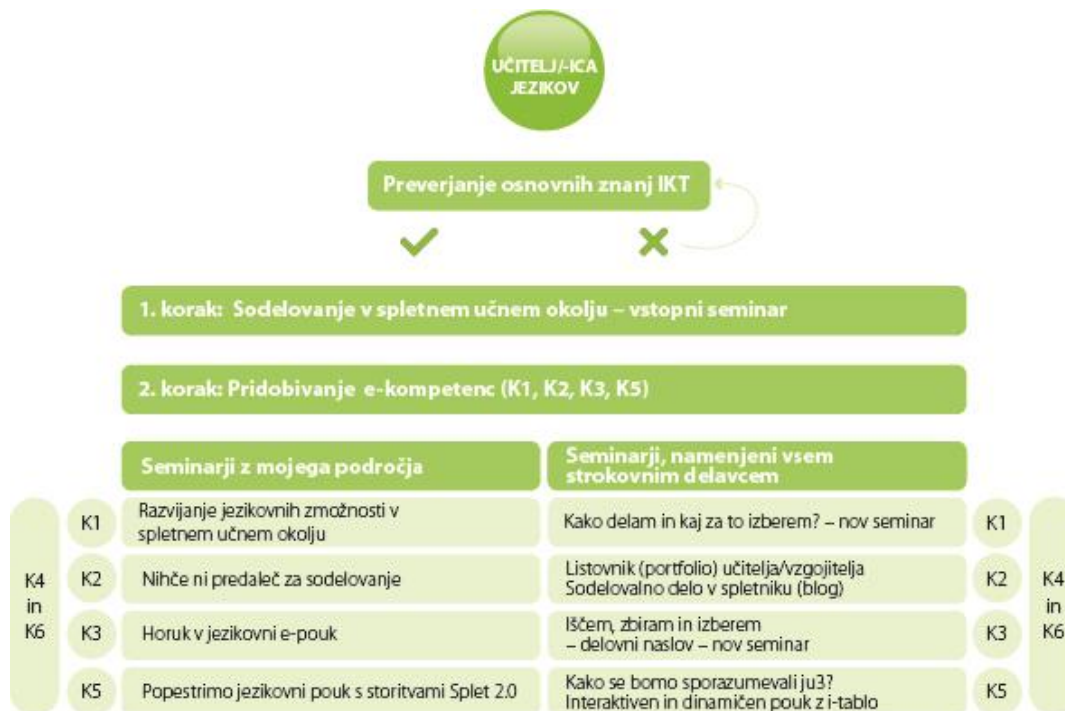 UČITELJ/-ICA
JEZIKOV
Preverjanje osnovnih znanj IKT
1. korak: Sodelovanje v spletnem učnem okolju – vstopni seminar
2. korak: Pridobivanje e-kompetenc (K1, K2, K3, K5)
Seminarji z mojega področja
Seminarji, namenjeni vsem
strokovnim delavcem
K4
in
K6
K1
Razvijanje jezikovnih zmožnosti v
spletnem učnem okolju
Kako delam in kaj za to izberem? – nov seminar
K1
K2
Nihče ni predaleč za sodelovanje
Listovnik (portfolio) učitelja/vzgojitelja
Sodelovalno delo v spletniku (blog)
K2
K3
Horuk v jezikovni e-pouk
Iščem, zbiram in izberem
– delovni naslov – nov seminar
K3
K5
Popestrimo jezikovni pouk s storitvami Splet 2.0
Kako se bomo sporazumevali ju3?
Interaktiven in dinamičen pouk z i-tablo
K5
K4
in
K6